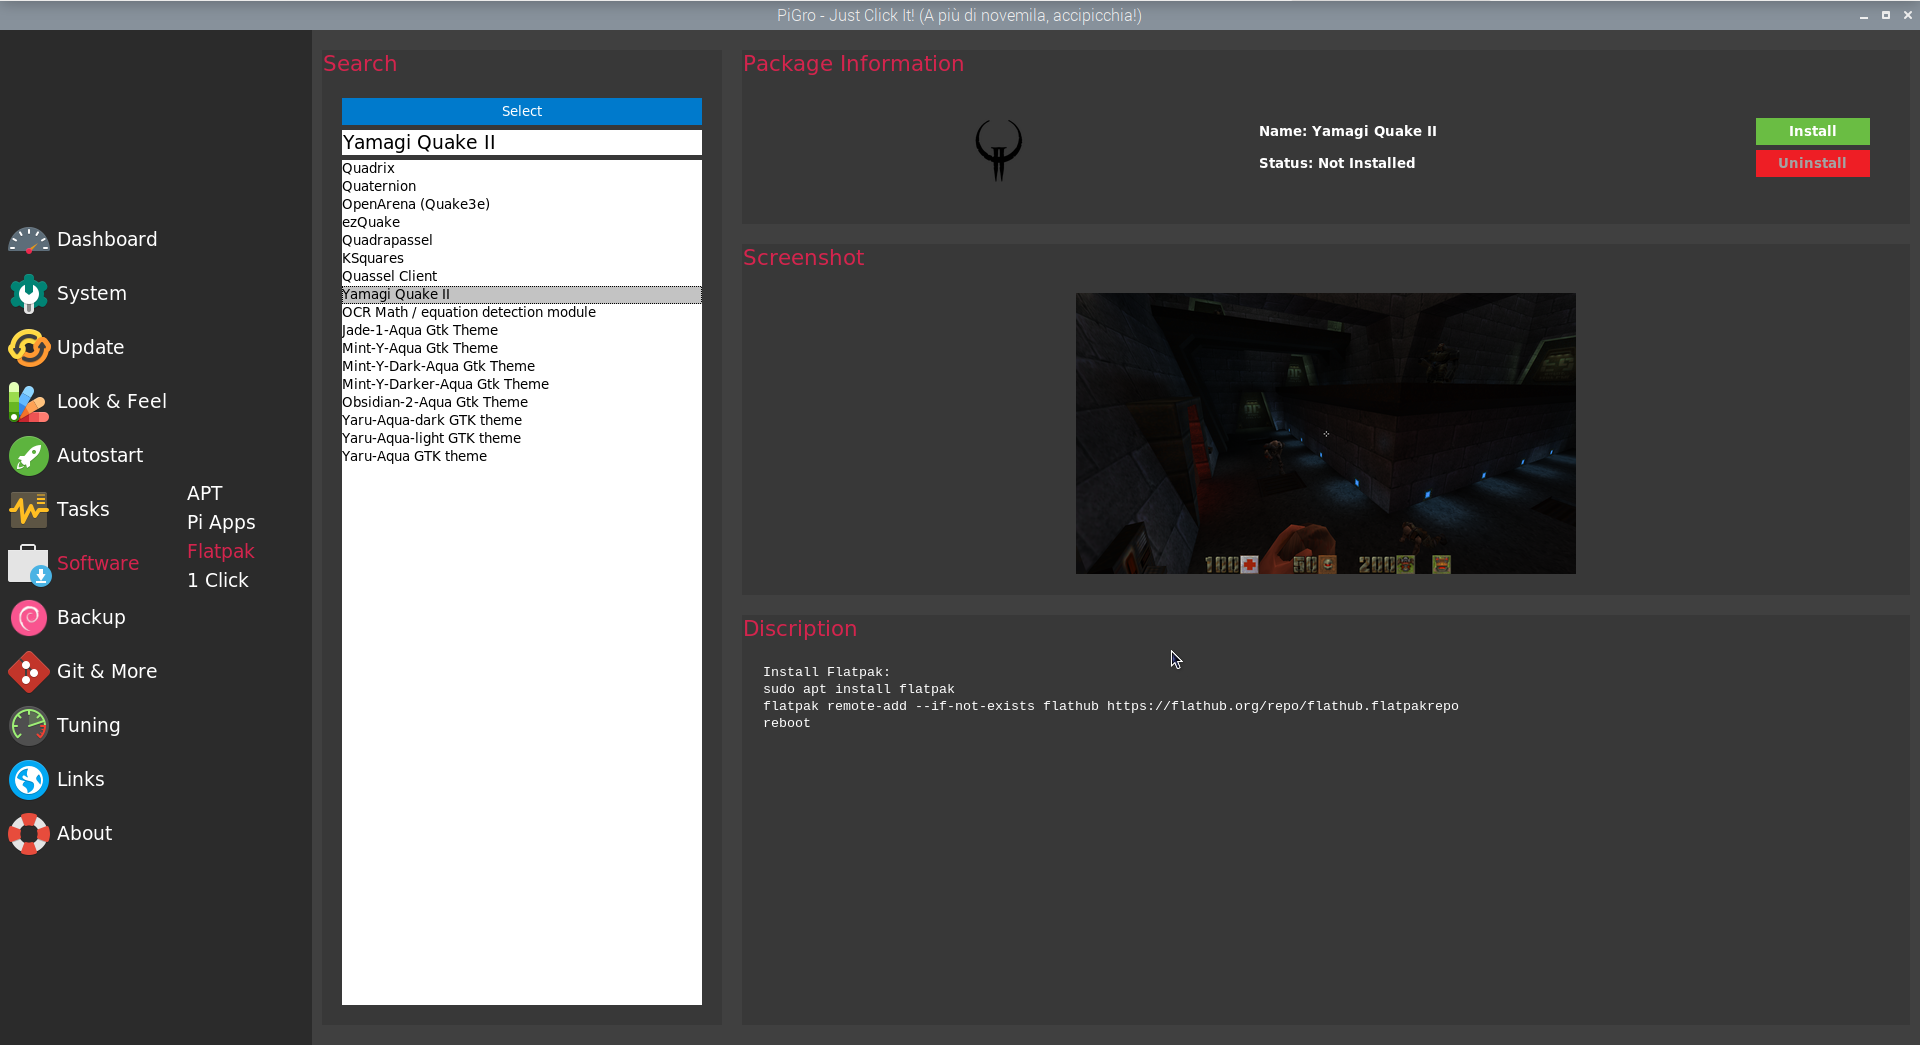 PiGro - Just Click It! (A più di novemila, accipicchia!)
Dashboard
System
Update
Look & Feel
Autostart
Tasks
Software
Backup
Git & More
Tuning
Links
About
APT
Pi Apps
Flatpak
1 Click
Search
Select
Yamagi Quake II
Quadrix
Quaternion
OpenArena (Quake3e)
ezQuake
Quadrapassel
KSquares
Quassel Client
Yamagi Quake II
OCR Math / equation detection module
Jade-1-Aqua Gtk Theme
Mint-Y-Aqua Gtk Theme
Mint-Y-Dark-Aqua Gtk Theme
Mint-Y-Darker-Aqua Gtk Theme
Obsidian-2-Aqua Gtk Theme
Yaru-Aqua-dark GTK theme
Yaru-Aqua-light GTK theme
Yaru-Aqua GTK theme
Package Information
Name: Yamagi Quake II
Status: Not Installed
Install
Uninstall
Screenshot
100 50 200
Discription
Install Flatpak:
sudo apt install flatpak
flatpak remote-add --if-not-exists flathub https://flathub.org/repo/flathub.flatpakrepo
reboot